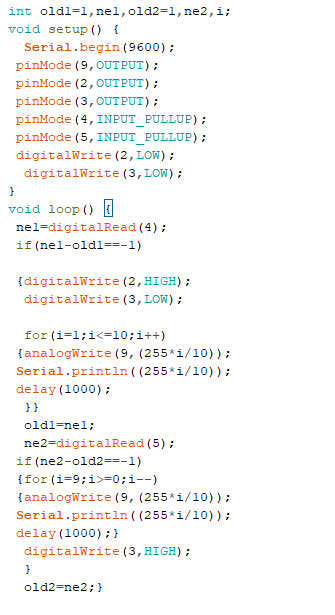 int old1=1,ne1,old2=1,ne2,i;
void setup() {
Serial.begin(9600);
pinMode(9,OUTPUT);
pinMode(2,OUTPUT);
pinMode(3,OUTPUT);
pinMode(4,INPUT_PULLUP);
pinMode(5,INPUT_PULLUP);
digitalWrite(2,LOW);
digitalWrite(3,LOW);
}
void loop() {
ne1=digitalRead(4);
if(ne1-old1==-1)
{digitalWrite(2,HIGH);
digitalWrite(3,LOW);
for(i=1;i<=10;i++)
{analogWrite(9,(255*i/10));
Serial.println((255*i/10));
delay(1000);
}}
old1=ne1;
ne2=digitalRead(5);
if(ne2-old2==-1)
{for(i=9;i>=0;i--)
{analogWrite(9,(255*i/10));
Serial.println((255*i/10));
delay(1000);}
digitalWrite(3,HIGH);
}
old2=ne2;}